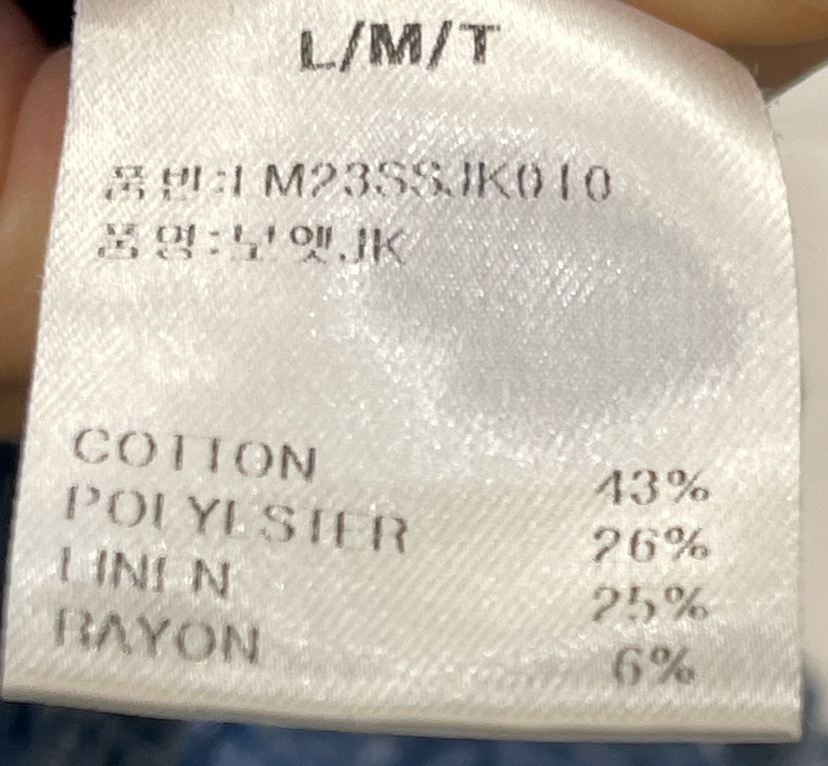 L/M/T
품번:LM23SSJK010
품명:
COTTON 43%
POLYESTER 26%
LINEN 25%
RAYON 6%